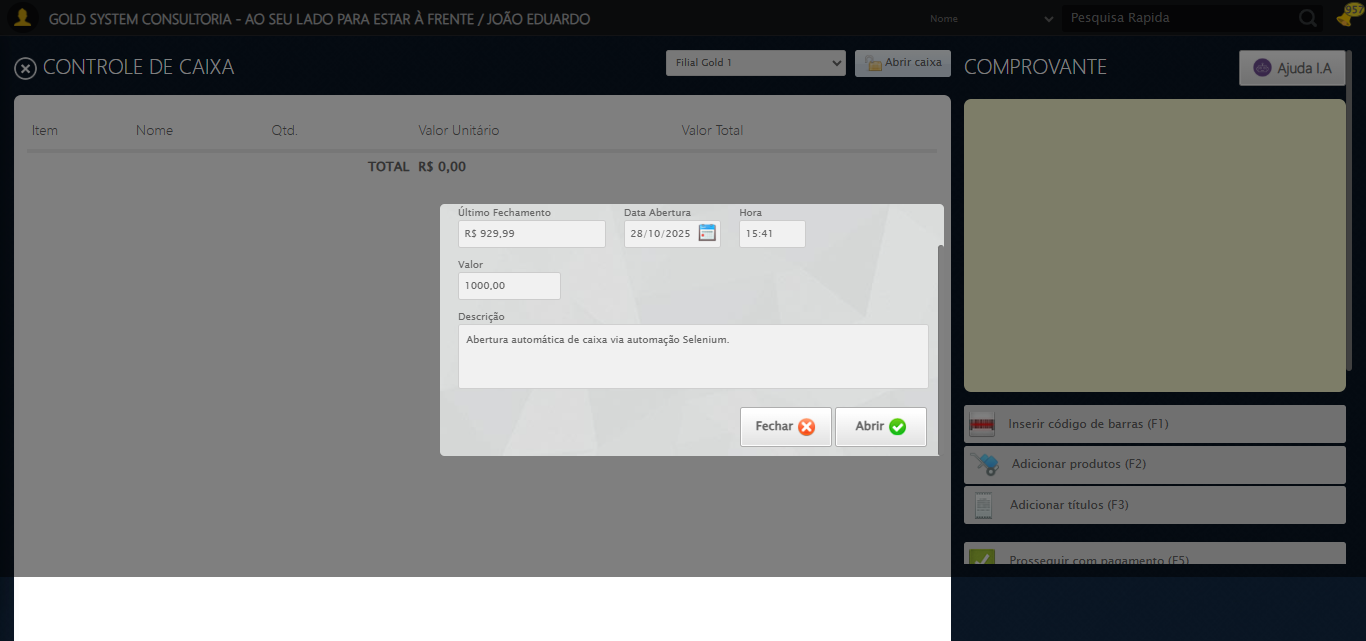 GOLD SYSTEM CONSULTORIA - AO SEU LADO PARA ESTAR À FRENTE / JOÃO EDUARDO
Nome
Pesquisa Rapida
957
CONTROLE DE CAIXA
Filial Gold 1
Abrir caixa
COMPROVANTE
Ajuda I.A
Item Nome Qtd. Valor Unitário Valor Total
TOTAL R$ 0,00
Último Fechamento Data Abertura Hora
R$ 929,99 28/10/2025 15:41
Valor
1000,00
Descrição
Abertura automática de caixa via automação Selenium.
Fechar Abrir
Inserir código de barras (F1)
Adicionar produtos (F2)
Adicionar títulos (F3)
Prosseguir com pagamento (F5)